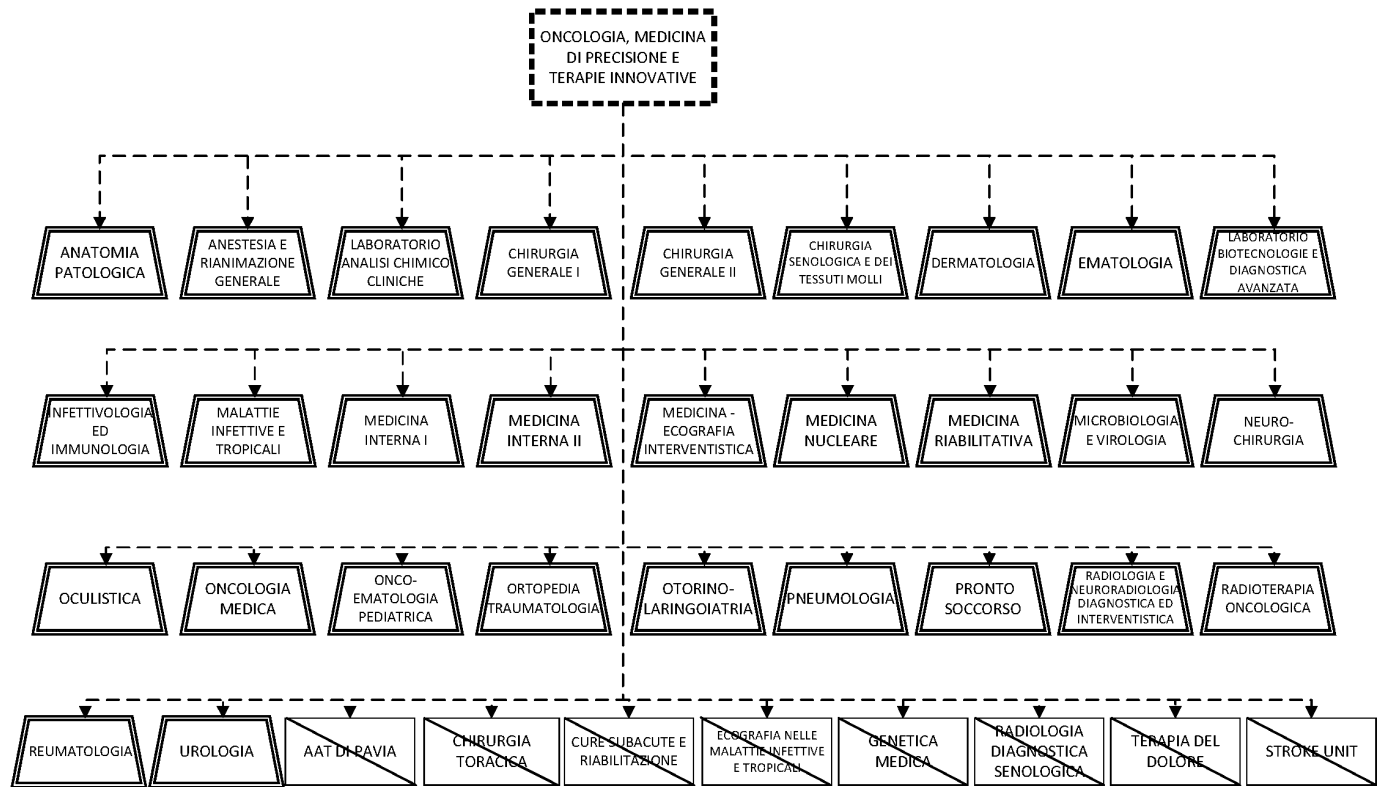 ONCOLOGIA, MEDICINA
DI PRECISIONE E
TERAPIE INNOVATIVE
ANATOMIA
PATOLOGICA
ANESTESIA E
RIANIMAZIONE
GENERALE
LABORATORIO
ANALISI CHIMICO
CLINICHE
CHIRURGIA
GENERALE I
CHIRURGIA
GENERALE II
CHIRURGIA
SENOLOGICA E DEI
TESSUTI MOLLI
DERMATOLOGIA
EMATOLOGIA
LABORATORIO
BIOTECNOLOGIE E
DIAGNOSTICA
AVANZATA
INFETTIVOLOGIA
ED
IMMUNOLOGIA
MALATTIE
INFETTIVE E
TROPICALI
MEDICINA
INTERNA I
MEDICINA
INTERNA II
MEDICINA -
ECOGRAFIA
INTERVENTISTICA
MEDICINA
NUCLEARE
MEDICINA
RIABILITATIVA
MICROBIOLOGIA
E VIROLOGIA
NEURO-
CHIRURGIA
OCULISTICA
ONCOLOGIA
MEDICA
ONCO-
EMATOLOGIA
PEDIATRICA
ORTOPEDIA
TRAUMATOLOGIA
OTORINO-
LARINGOIATRIA
PNEUMOLOGIA
PRONTO
SOCCORSO
RADIOLOGIA E
NEURORADIOLOGIA
DIAGNOSTICA ED
INTERVENTISTICA
RADIOTERAPIA
ONCOLOGICA
REUMATOLOGIA
UROLOGIA
AAT DI PAVIA
CHIRURGIA
TORACICA
CURE SUBACUTE E
RIABILITAZIONE
ECOGRAFIA NELLE
MALATTIE INFETTIVE
E TROPICALI
GENETICA
MEDICA
RADIOLOGIA
DIAGNOSTICA
SENOLOGICA
TERAPIA DEL
DOLORE
STROKE UNIT